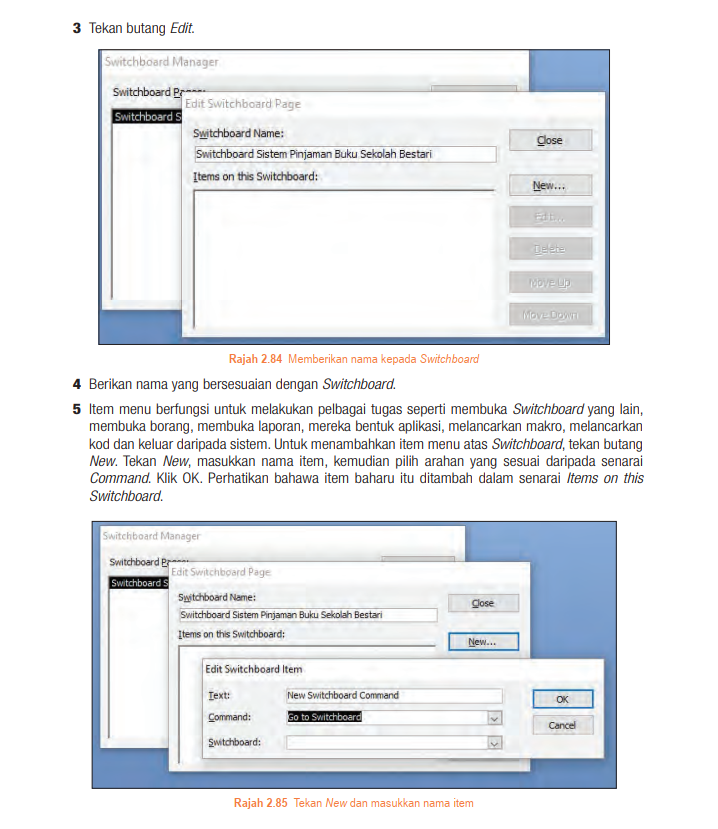 3 Tekan butang Edit.
Switchboard Manager
Switchboard Pages:
Edit Switchboard Page
Switchboard S
Switchboard Name:
Close
Switchboard Sistem Pinjaman Buku Sekolah Bestari
Items on this Switchboard:
New...
Edit...
Delete
Move Up
Move Down
Rajah 2.84 Memberikan nama kepada Switchboard
4 Berikan nama yang bersesuaian dengan Switchboard.
5 Item menu berfungsi untuk melakukan pelbagai tugas seperti membuka Switchboard yang lain,
membuka borang, membuka laporan, mereka bentuk aplikasi, melancarkan makro, melancarkan
kod dan keluar daripada sistem. Untuk menambahkan item menu atas Switchboard, tekan butang
New. Tekan New, masukkan nama item, kemudian pilih arahan yang sesuai daripada senarai
Command. Klik OK. Perhatikan bahawa item baharu itu ditambah dalam senarai Items on this
Switchboard.
Switchboard Manager
Switchboard Pages:
Edit Switchboard Page
Switchboard S
Switchboard Name:
Close
Switchboard Sistem Pinjaman Buku Sekolah Bestari
Items on this Switchboard:
New...
Edit Switchboard Item
Text:
New Switchboard Command
OK
Command:
Go to Switchboard
Cancel
Switchboard:
Rajah 2.85 Tekan New dan masukkan nama item